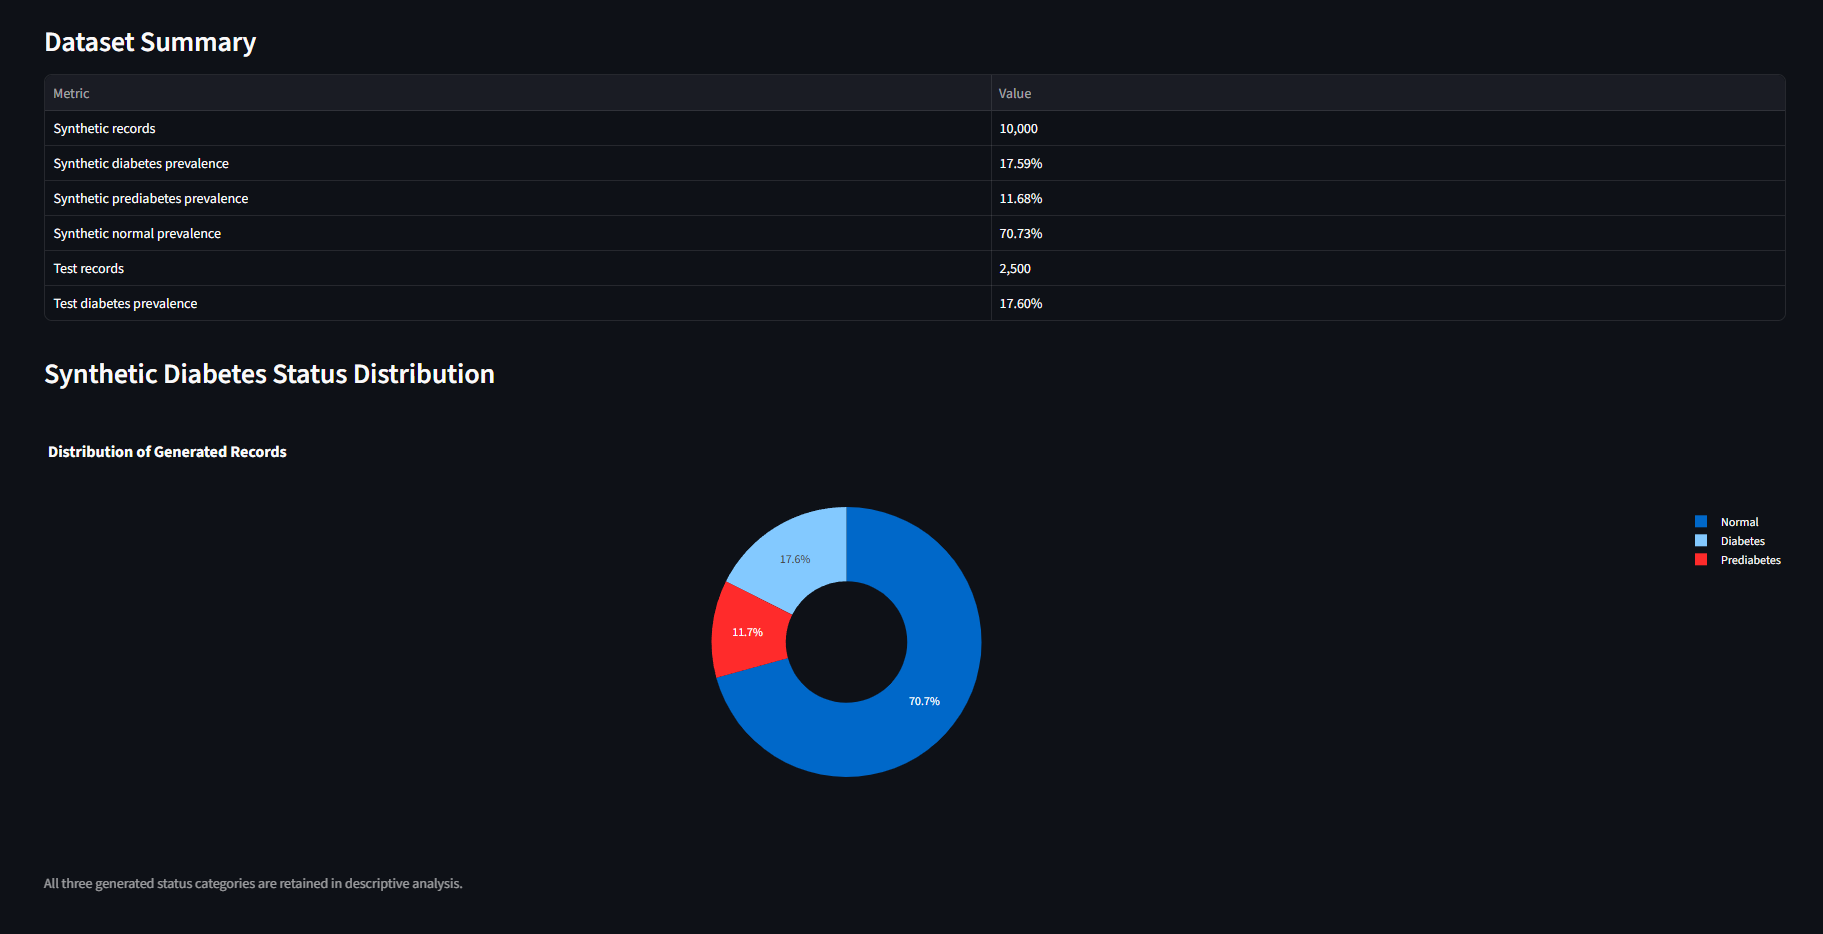 Dataset Summary
Metric Value
Synthetic records 10,000
Synthetic diabetes prevalence 17.59%
Synthetic prediabetes prevalence 11.68%
Synthetic normal prevalence 70.73%
Test records 2,500
Test diabetes prevalence 17.60%
Synthetic Diabetes Status Distribution
Distribution of Generated Records
Normal
Diabetes
Prediabetes
17.6%
11.7%
70.7%
All three generated status categories are retained in descriptive analysis.